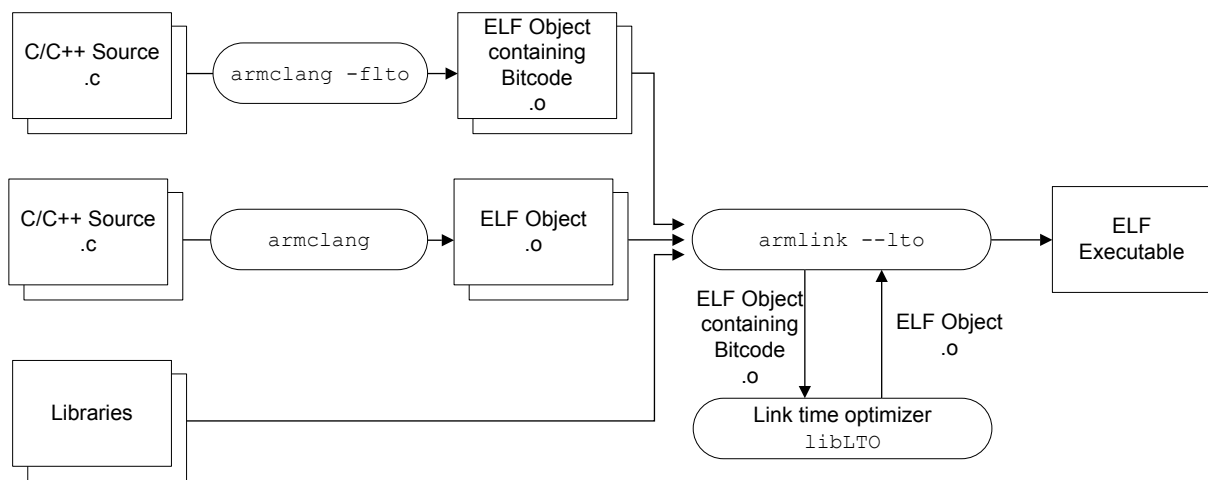 C/C++ Source
.c
armclang -flto
ELF Object
containing
Bitcode
.o
C/C++ Source
.c
armclang
ELF Object
.o
armlink --lto
ELF
Executable
ELF Object
containing
Bitcode
.o
ELF Object
.o
Libraries
Link time optimizer
libLTO